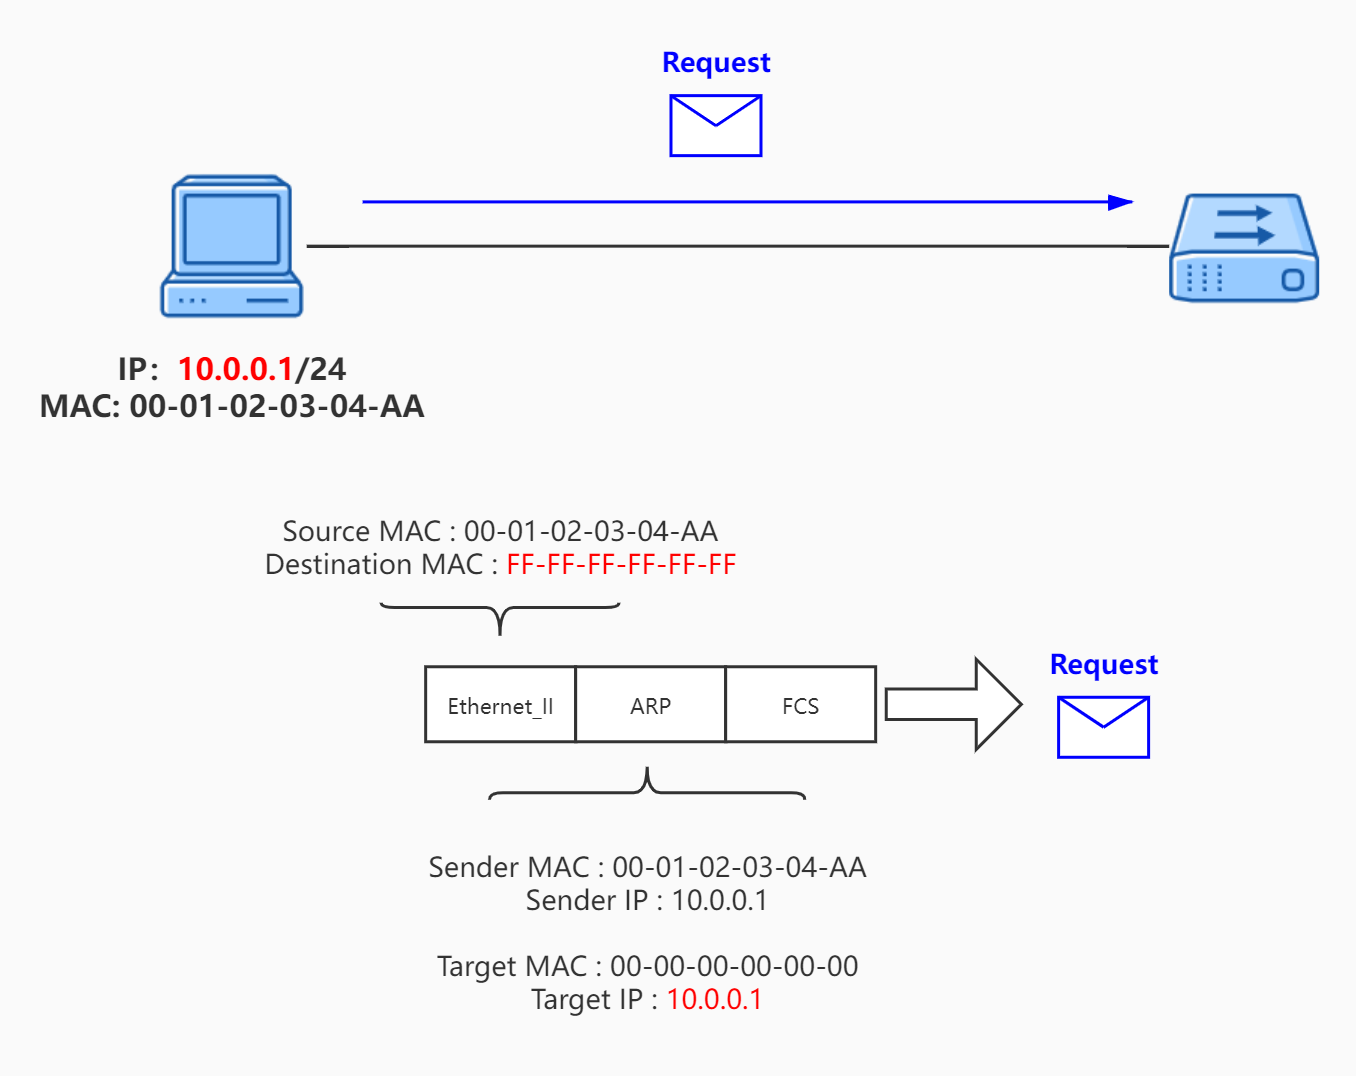 Request
IP：10.0.0.1/24
MAC: 00-01-02-03-04-AA
Source MAC : 00-01-02-03-04-AA
Destination MAC : FF-FF-FF-FF-FF-FF
Ethernet_II ARP FCS
Request
Sender MAC : 00-01-02-03-04-AA
Sender IP : 10.0.0.1
Target MAC : 00-00-00-00-00-00
Target IP : 10.0.0.1